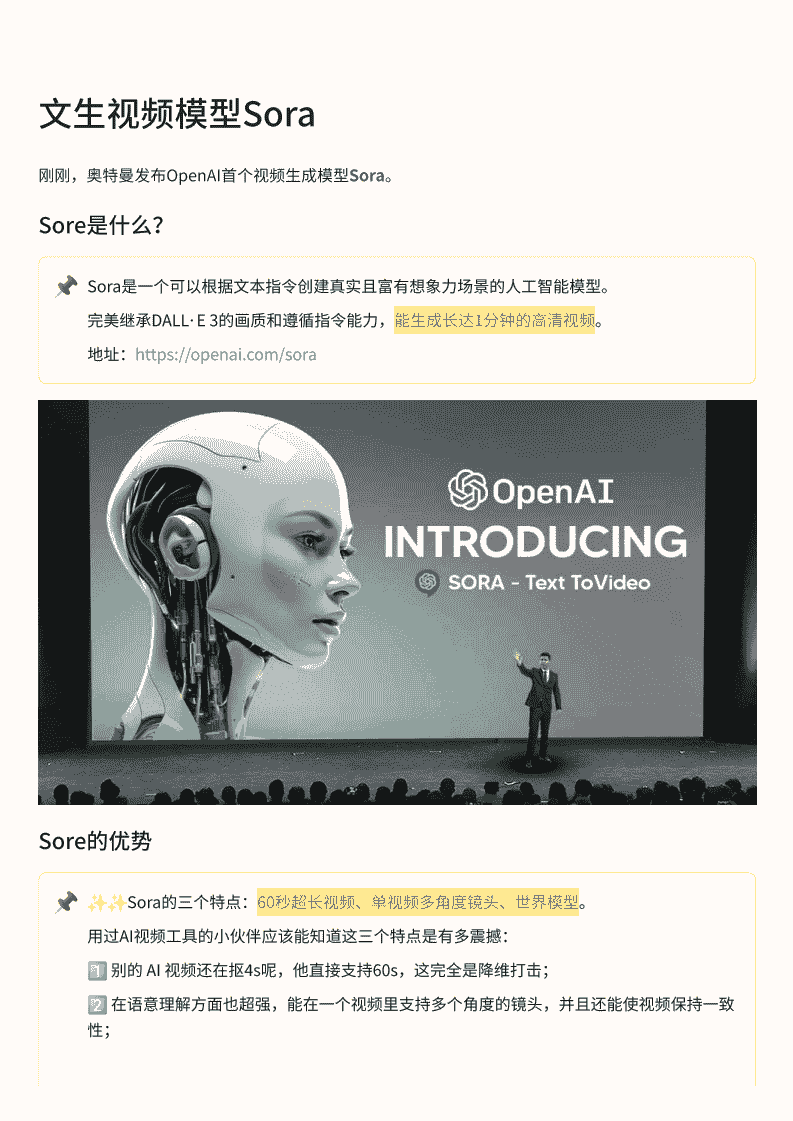 文生视频模型Sora
刚刚，奥特曼发布OpenAI首个视频生成模型Sora。
Sore是什么？
Sora是一个可以根据文本指令创建真实且富有想象力场景的人工智能模型。
完美继承DALL·E 3的画质和遵循指令能力，能生成长达1分钟的高清视频。
地址：https://openai.com/sora
OpenAI
INTRODUCING
SORA - Text ToVideo
Sore的优势
✨✨Sora的三个特点：60秒超长视频、单视频多角度镜头、世界模型。
用过AI视频工具的小伙伴应该能知道这三个特点是有多震撼：
1️⃣ 别的 AI 视频还在抠4s呢，他直接支持60s，这完全是降维打击；
2️⃣ 在语意理解方面也超强，能在一个视频里支持多个角度的镜头，并且还能使视频保持一致
性；